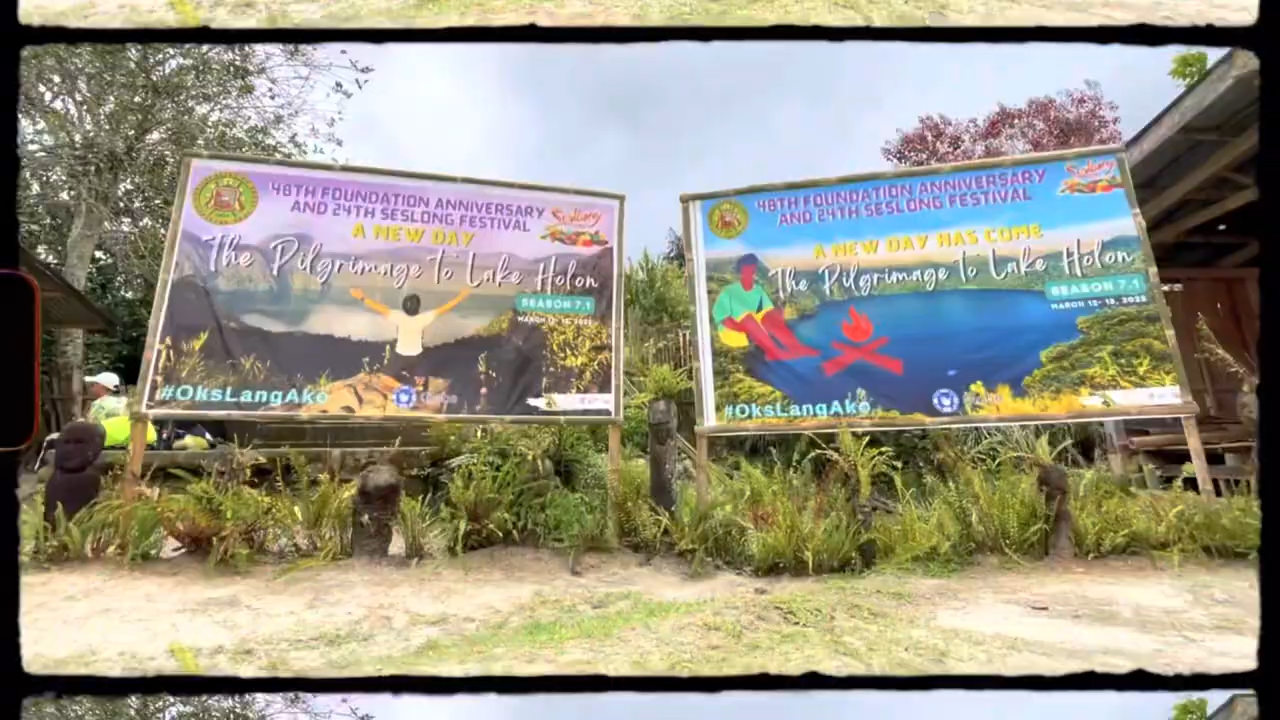 48TH FOUNDATION ANNIVERSARY
AND 24TH SESLONG FESTIVAL
Seslong
A NEW DAY
The Pilgrimage to Lake Holon
SEASON 7.1
#OksLangAko
48TH FOUNDATION ANNIVERSARY
AND 24TH SESLONG FESTIVAL
Seslong
A NEW DAY HAS COME
The Pilgrimage to Lake Holon
SEASON 7.1
#OksLangAko